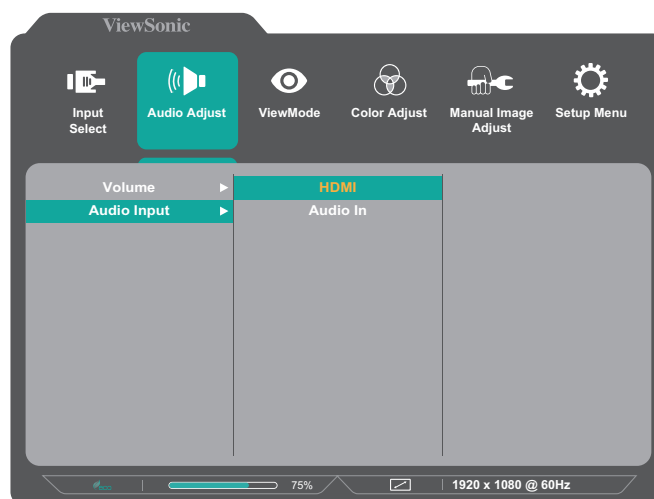 ViewSonic
Input Select
Audio Adjust
ViewMode
Color Adjust
Manual Image Adjust
Setup Menu
Volume
HDMI
Audio Input
Audio In
75%
1920 x 1080 @ 60Hz